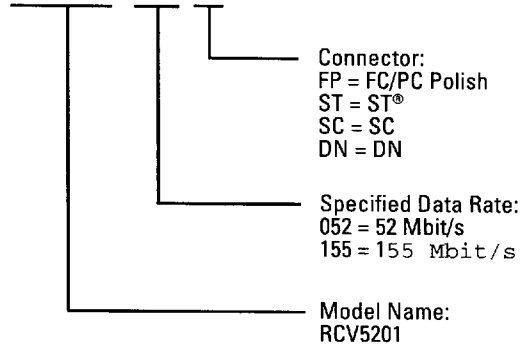 Connector:
FP = FC/PC Polish
ST = ST®
SC = SC
DN = DN
Specified Data Rate:
052 = 52 Mbit/s
155 = 155 Mbit/s
Model Name:
RCV5201